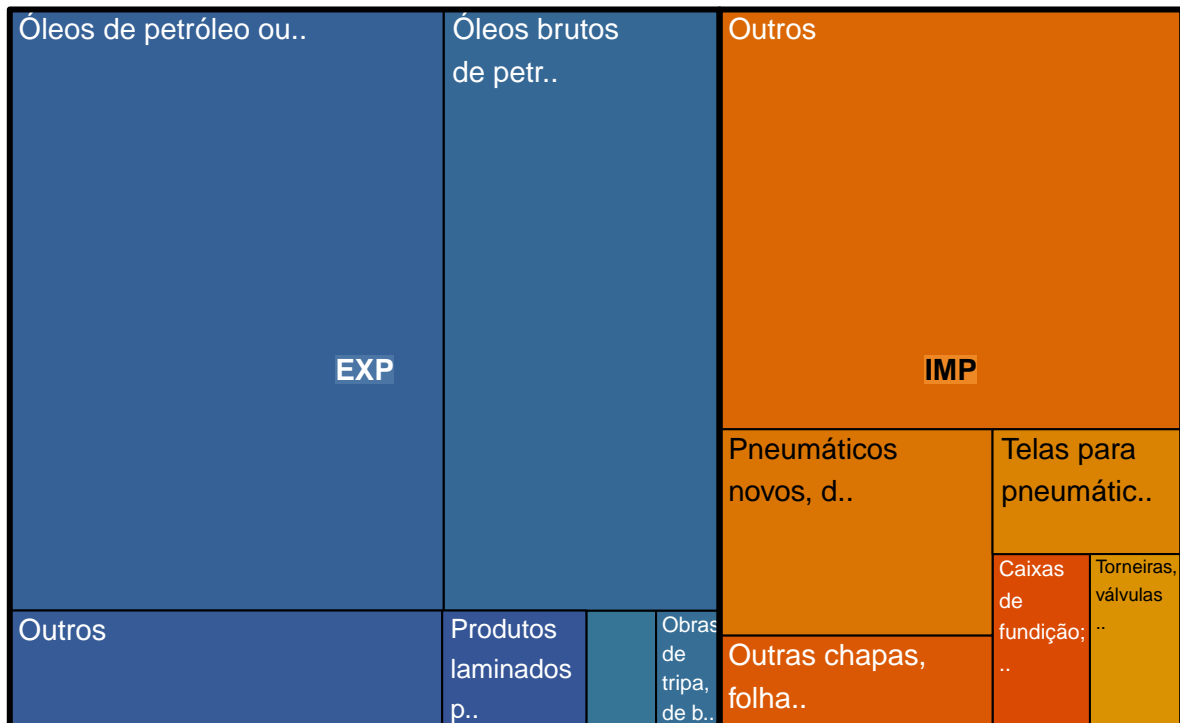 Óleos de petróleo ou..
Óleos brutos
de petr..
EXP
Outros
Produtos
laminados
p..
Obras
de
tripa,
de b..
Outros
IMP
Pneumáticos
novos, d..
Telas para
pneumátic..
Outras chapas,
folha..
Caixas
de
fundição;
..
Torneiras,
válvulas
..